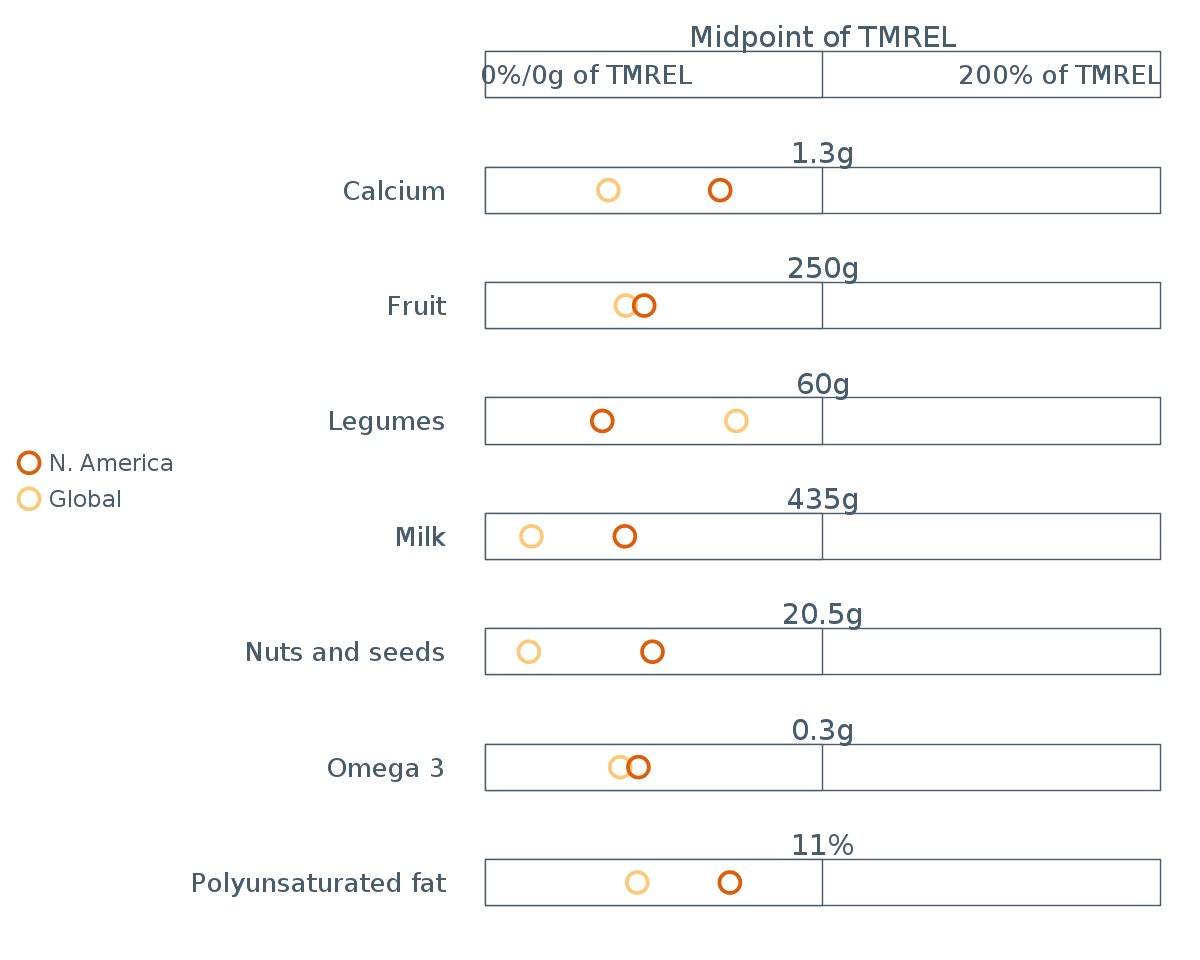 Midpoint of TMREL
0%/0g of TMREL
200% of TMREL
1.3g
Calcium
250g
Fruit
60g
Legumes
N. America
Global
435g
Milk
20.5g
Nuts and seeds
0.3g
Omega 3
11%
Polyunsaturated fat